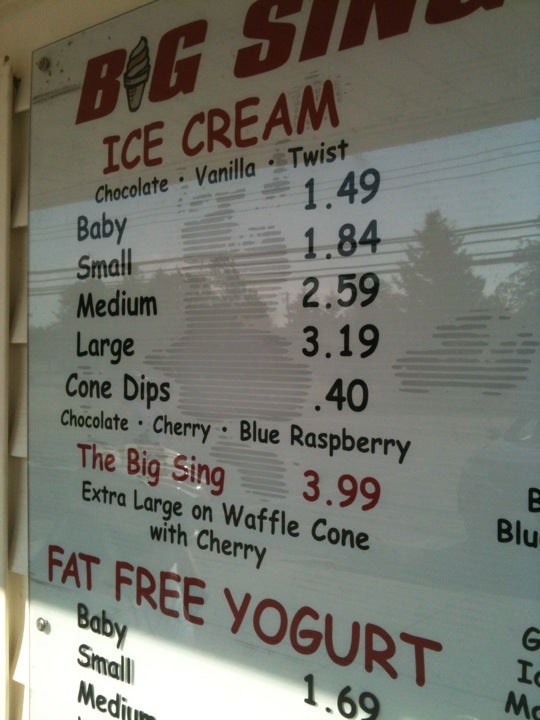 BIG SING
ICE CREAM
Chocolate · Vanilla · Twist
Baby 1.49
Small 1.84
Medium 2.59
Large 3.19
Cone Dips .40
Chocolate · Cherry · Blue Raspberry
The Big Sing 3.99
Extra Large on Waffle Cone
with Cherry
FAT FREE YOGURT
Baby 1.69
Small
Medium
Blu